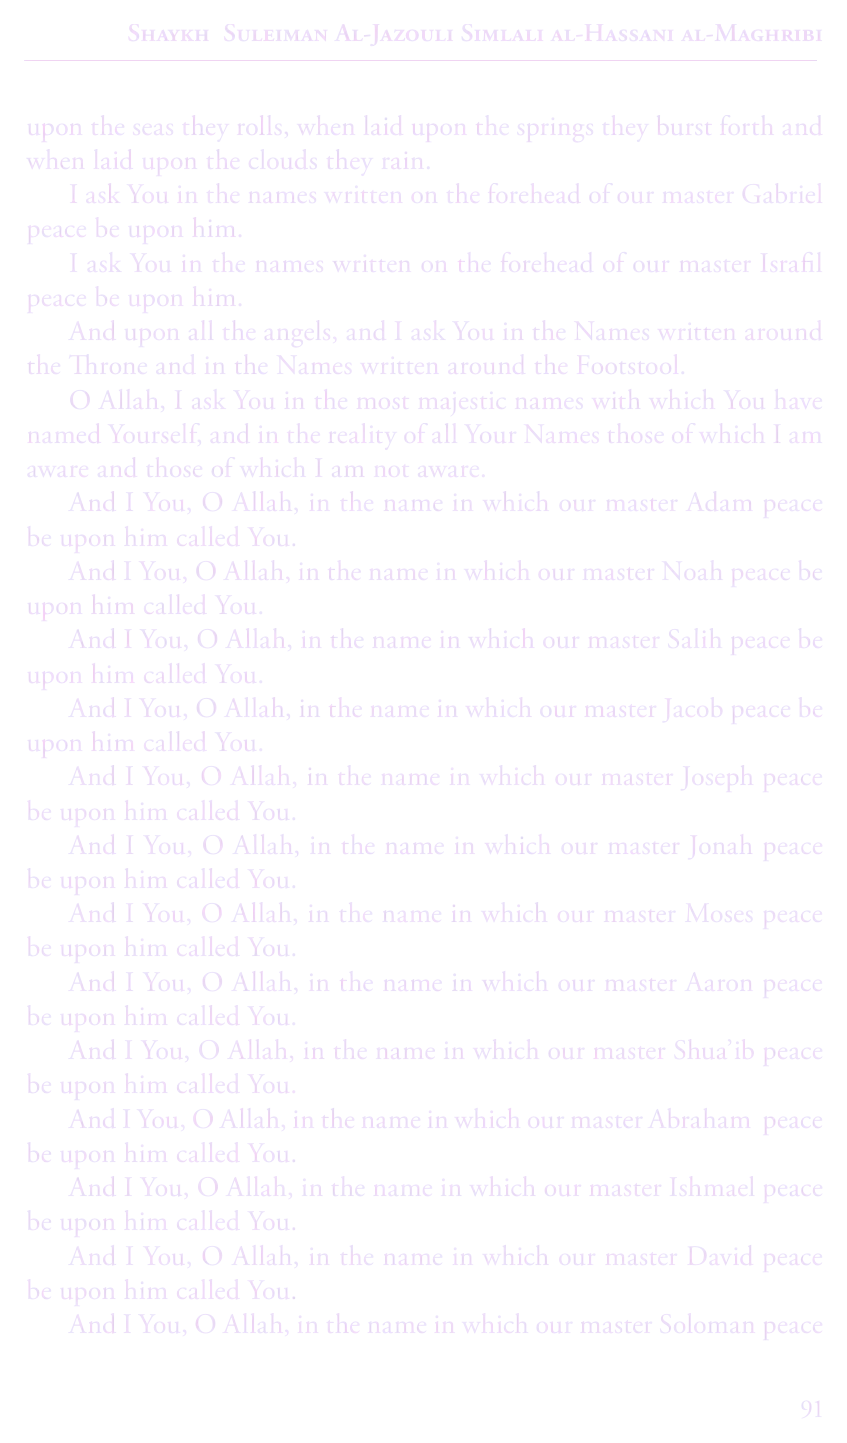 Shaykh Suleiman Al-Jazouli Simlali al-Hassani al-Maghribi
upon the seas they rolls, when laid upon the springs they burst forth and
when laid upon the clouds they rain.
I ask You in the names written on the forehead of our master Gabriel
peace be upon him.
I ask You in the names written on the forehead of our master Israfil
peace be upon him.
And upon all the angels, and I ask You in the Names written around
the Throne and in the Names written around the Footstool.
O Allah, I ask You in the most majestic names with which You have
named Yourself, and in the reality of all Your Names those of which I am
aware and those of which I am not aware.
And I You, O Allah, in the name in which our master Adam peace
be upon him called You.
And I You, O Allah, in the name in which our master Noah peace be
upon him called You.
And I You, O Allah, in the name in which our master Salih peace be
upon him called You.
And I You, O Allah, in the name in which our master Jacob peace be
upon him called You.
And I You, O Allah, in the name in which our master Joseph peace
be upon him called You.
And I You, O Allah, in the name in which our master Jonah peace
be upon him called You.
And I You, O Allah, in the name in which our master Moses peace
be upon him called You.
And I You, O Allah, in the name in which our master Aaron peace
be upon him called You.
And I You, O Allah, in the name in which our master Shua’ib peace
be upon him called You.
And I You, O Allah, in the name in which our master Abraham peace
be upon him called You.
And I You, O Allah, in the name in which our master Ishmael peace
be upon him called You.
And I You, O Allah, in the name in which our master David peace
be upon him called You.
And I You, O Allah, in the name in which our master Soloman peace
91